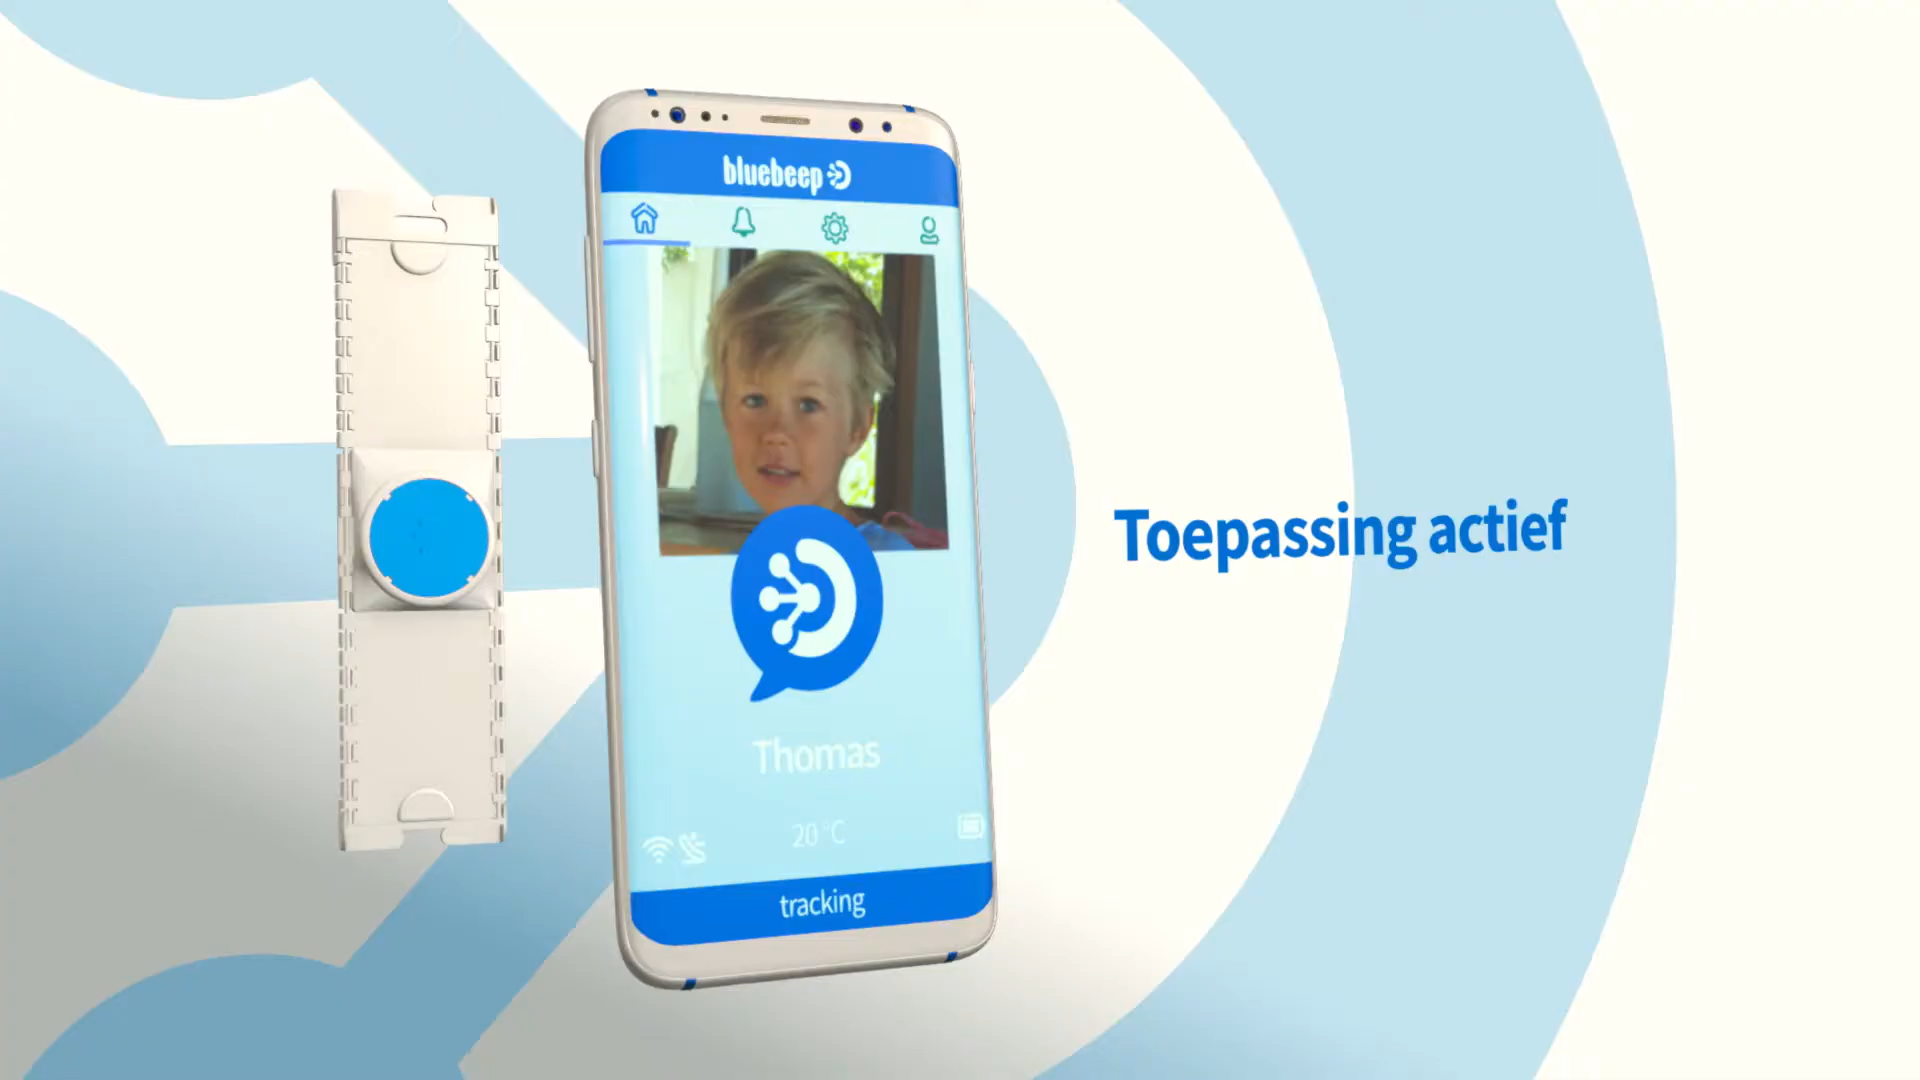 bluebeep
Thomas
20 °C
tracking
Toepassing actief